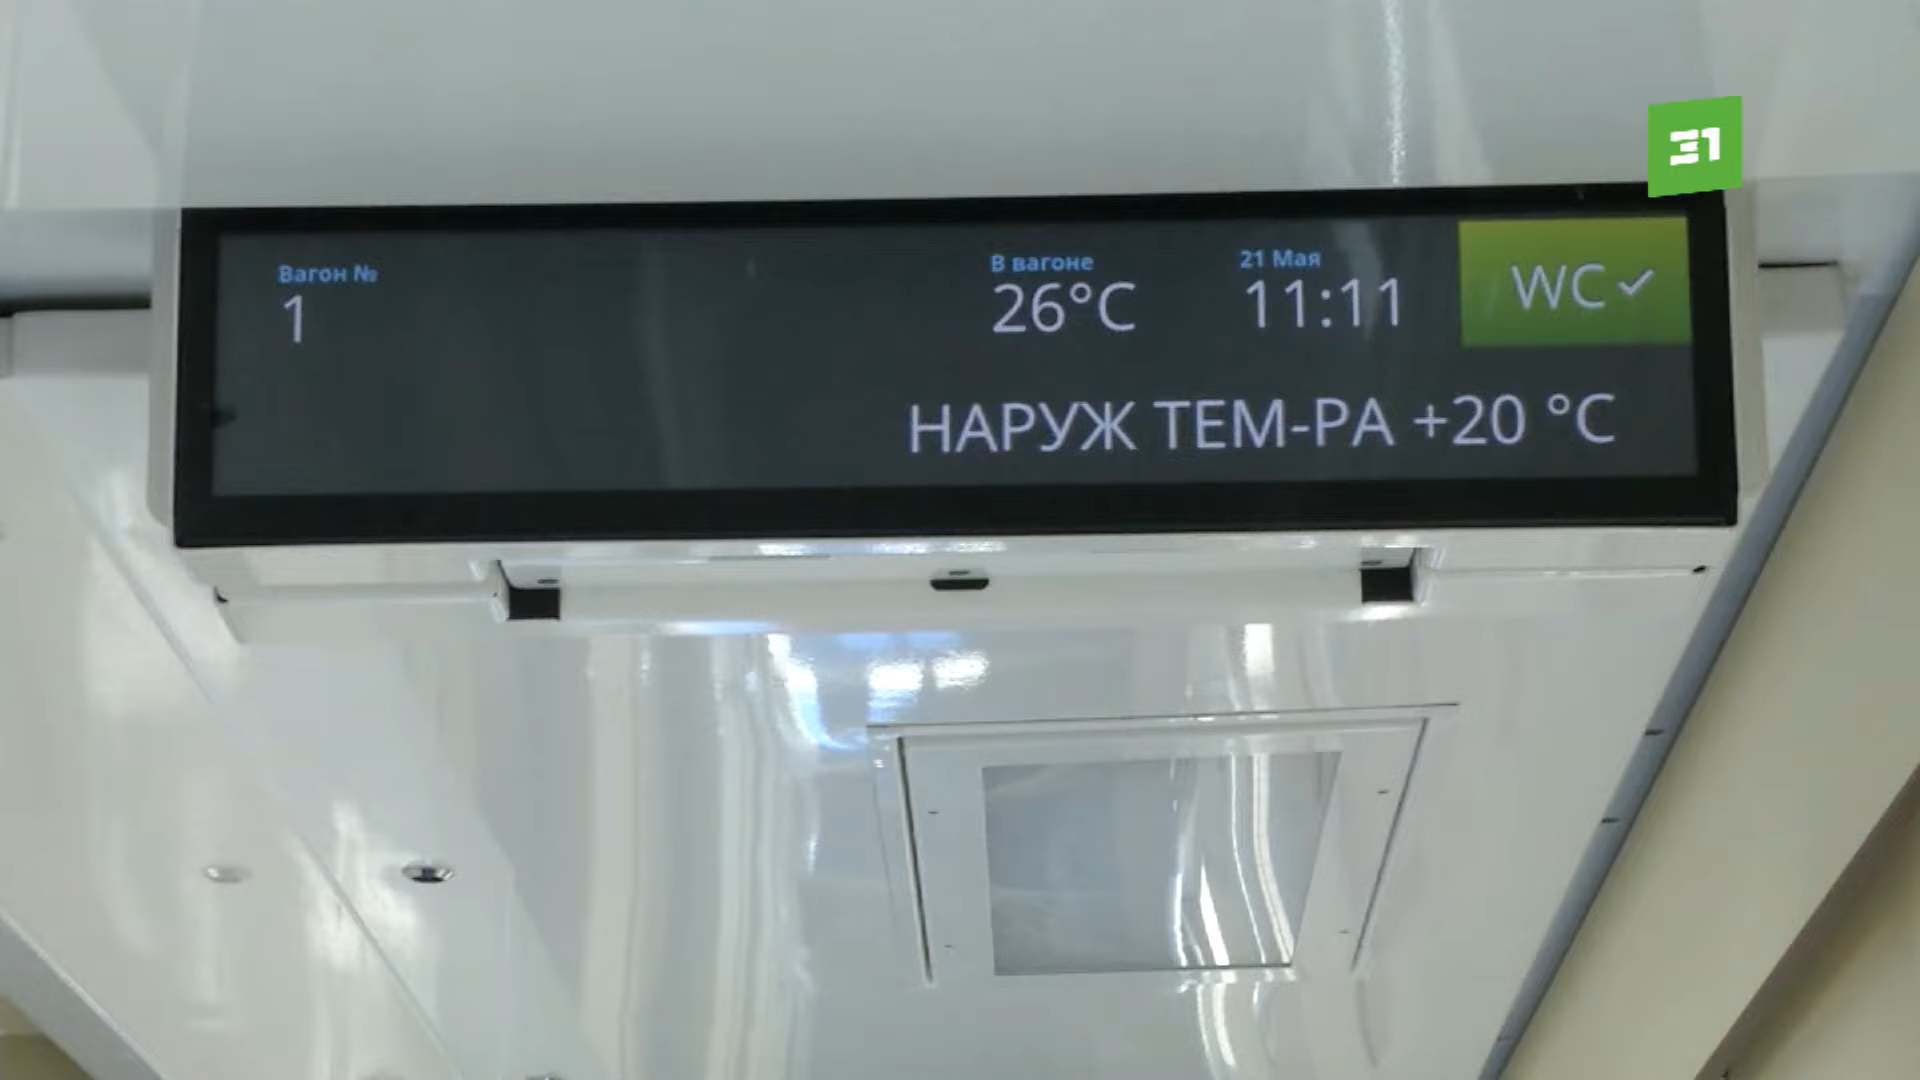 31
Вагон № В вагоне 21 Мая
1 26°C 11:11 WC✓
НАРУЖ ТЕМ-РА +20 °C